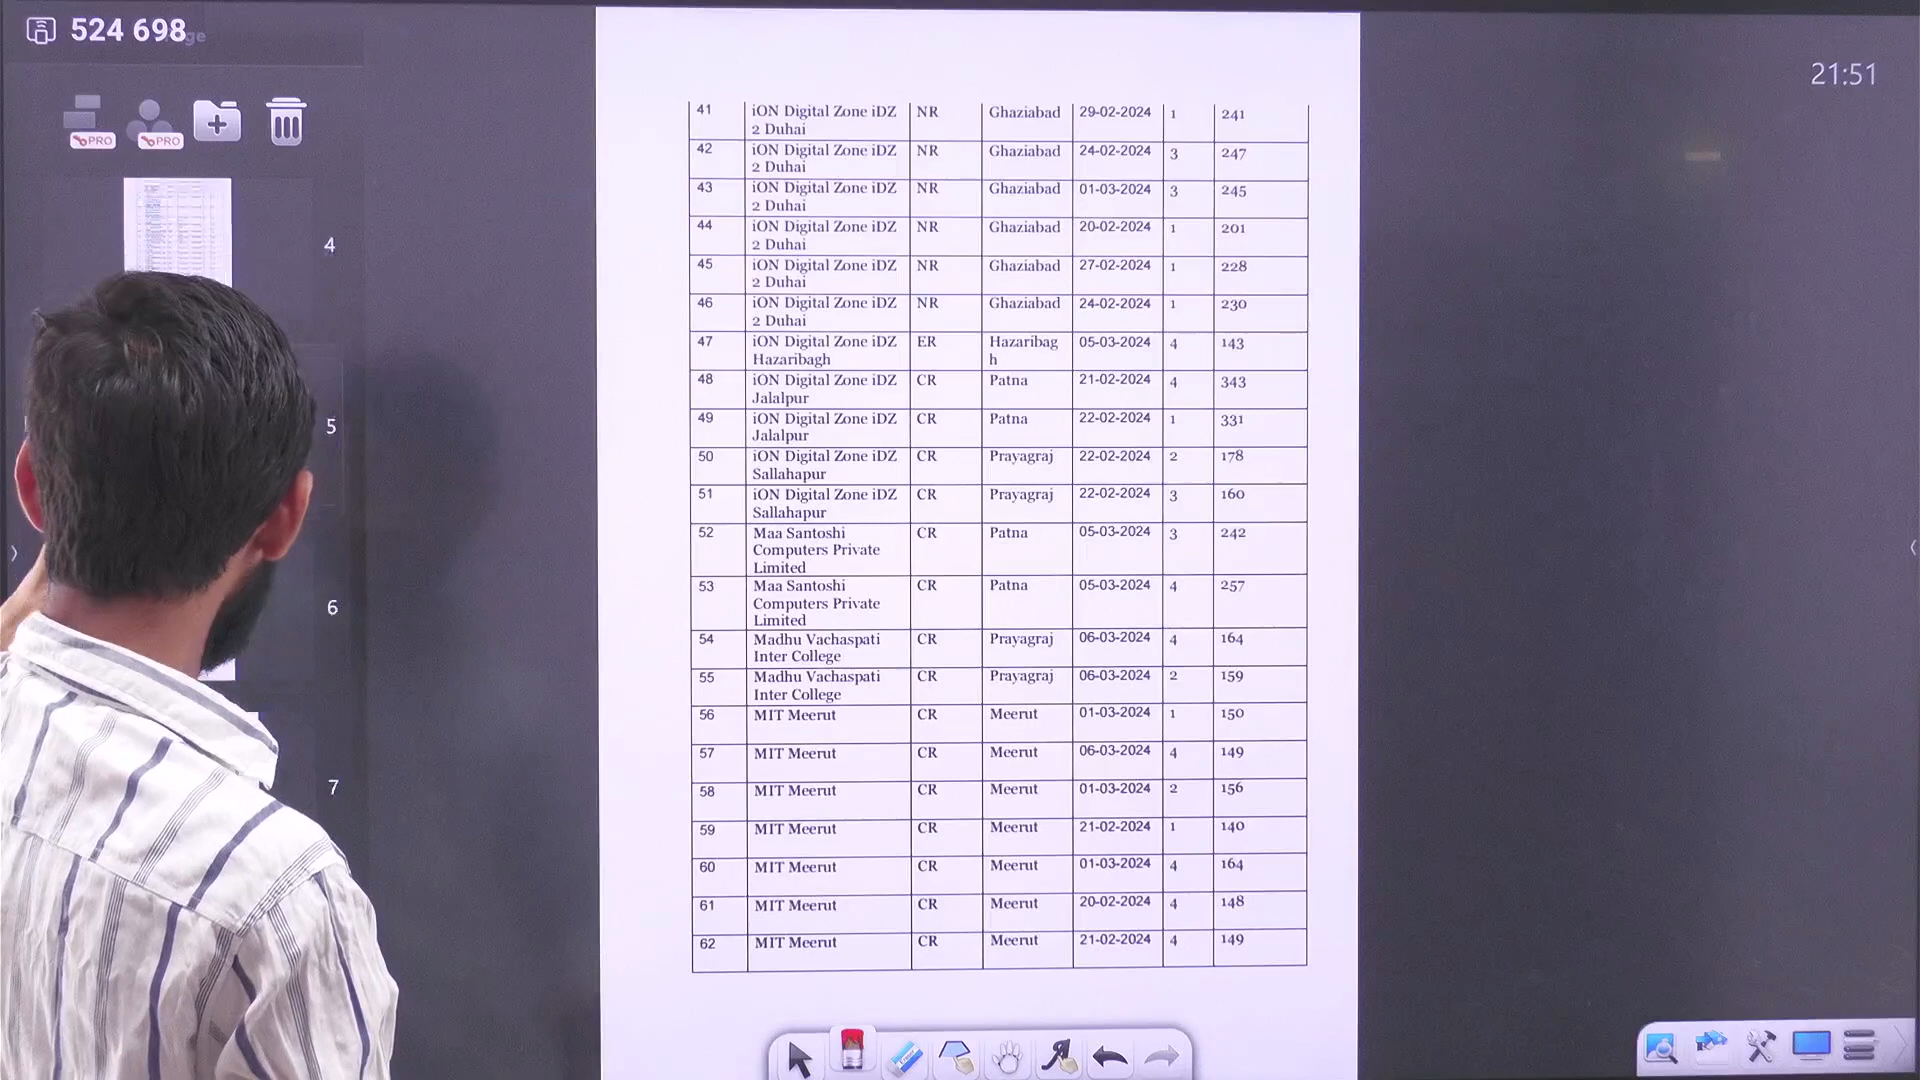 524 698
ge
21:51
PRO
PRO
4
5
6
7
41 iON Digital Zone iDZ NR Ghaziabad 29-02-2024 1 241
2 Duhai
42 iON Digital Zone iDZ NR Ghaziabad 24-02-2024 3 247
2 Duhai
43 iON Digital Zone iDZ NR Ghaziabad 01-03-2024 3 245
2 Duhai
44 iON Digital Zone iDZ NR Ghaziabad 20-02-2024 1 201
2 Duhai
45 iON Digital Zone iDZ NR Ghaziabad 27-02-2024 1 228
2 Duhai
46 iON Digital Zone iDZ NR Ghaziabad 24-02-2024 1 230
2 Duhai
47 iON Digital Zone iDZ ER Hazaribag 05-03-2024 4 143
Hazaribagh h
48 iON Digital Zone iDZ CR Patna 21-02-2024 4 343
Jalalpur
49 iON Digital Zone iDZ CR Patna 22-02-2024 1 331
Jalalpur
50 iON Digital Zone iDZ CR Prayagraj 22-02-2024 2 178
Sallahapur
51 iON Digital Zone iDZ CR Prayagraj 22-02-2024 3 160
Sallahapur
52 Maa Santoshi CR Patna 05-03-2024 3 242
Computers Private
Limited
53 Maa Santoshi CR Patna 05-03-2024 4 257
Computers Private
Limited
54 Madhu Vachaspati CR Prayagraj 06-03-2024 4 164
Inter College
55 Madhu Vachaspati CR Prayagraj 06-03-2024 2 159
Inter College
56 MIT Meerut CR Meerut 01-03-2024 1 150
57 MIT Meerut CR Meerut 06-03-2024 4 149
58 MIT Meerut CR Meerut 01-03-2024 2 156
59 MIT Meerut CR Meerut 21-02-2024 1 140
60 MIT Meerut CR Meerut 01-03-2024 4 164
61 MIT Meerut CR Meerut 20-02-2024 4 148
62 MIT Meerut CR Meerut 21-02-2024 4 149